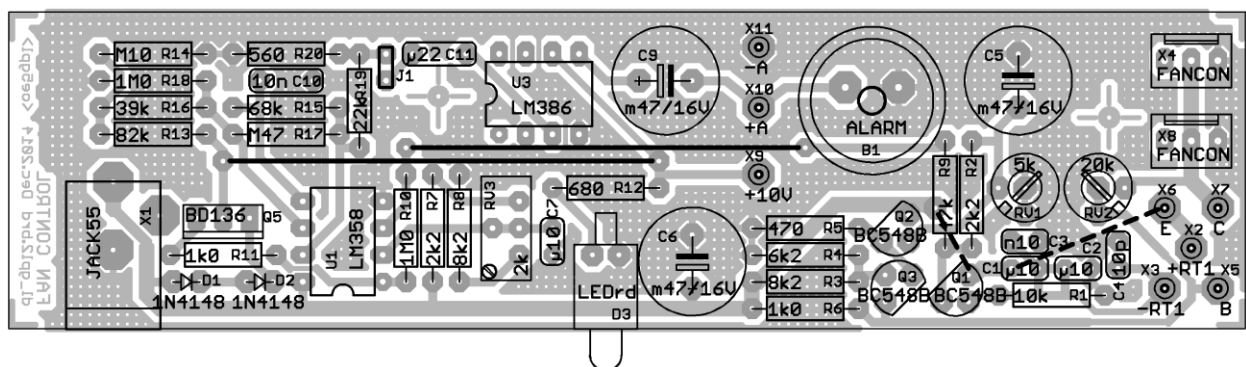 di_gpi2.brd Dec2014 <oe5gpl>
FAN CONTROL
M10 R14
1M0 R18
39k R16
82k R13
560 R20
10n C10
68k R15
M47 R17
22k R19
J1
µ22 C11
U3
LM386
C9
m47/16V
X11
-A
X10
+A
X9
+10V
ALARM
B1
C5
m47/16V
X4
FANCON
X8
FANCON
JACK55
X1
BD136 Q5
1k0 R11
D1
D2
1N4148
1N4148
U1
LM358
1M0 R10
2k2 R7
8k2 R8
RV3
2k
C7
µ10
680 R12
LEDrd
D3
C6
m47/16V
470 R5
6k2 R4
8k2 R3
1k0 R6
Q2
BC548B
Q3
BC548B
Q1
BC548B
47k R9
2k2 R2
5k
RV1
20k
RV2
n10 C3
C1 µ10
µ10 C2
10p C4
10k R1
X6
E
X7
C
X2
+RT1
X3
-RT1
X5
B